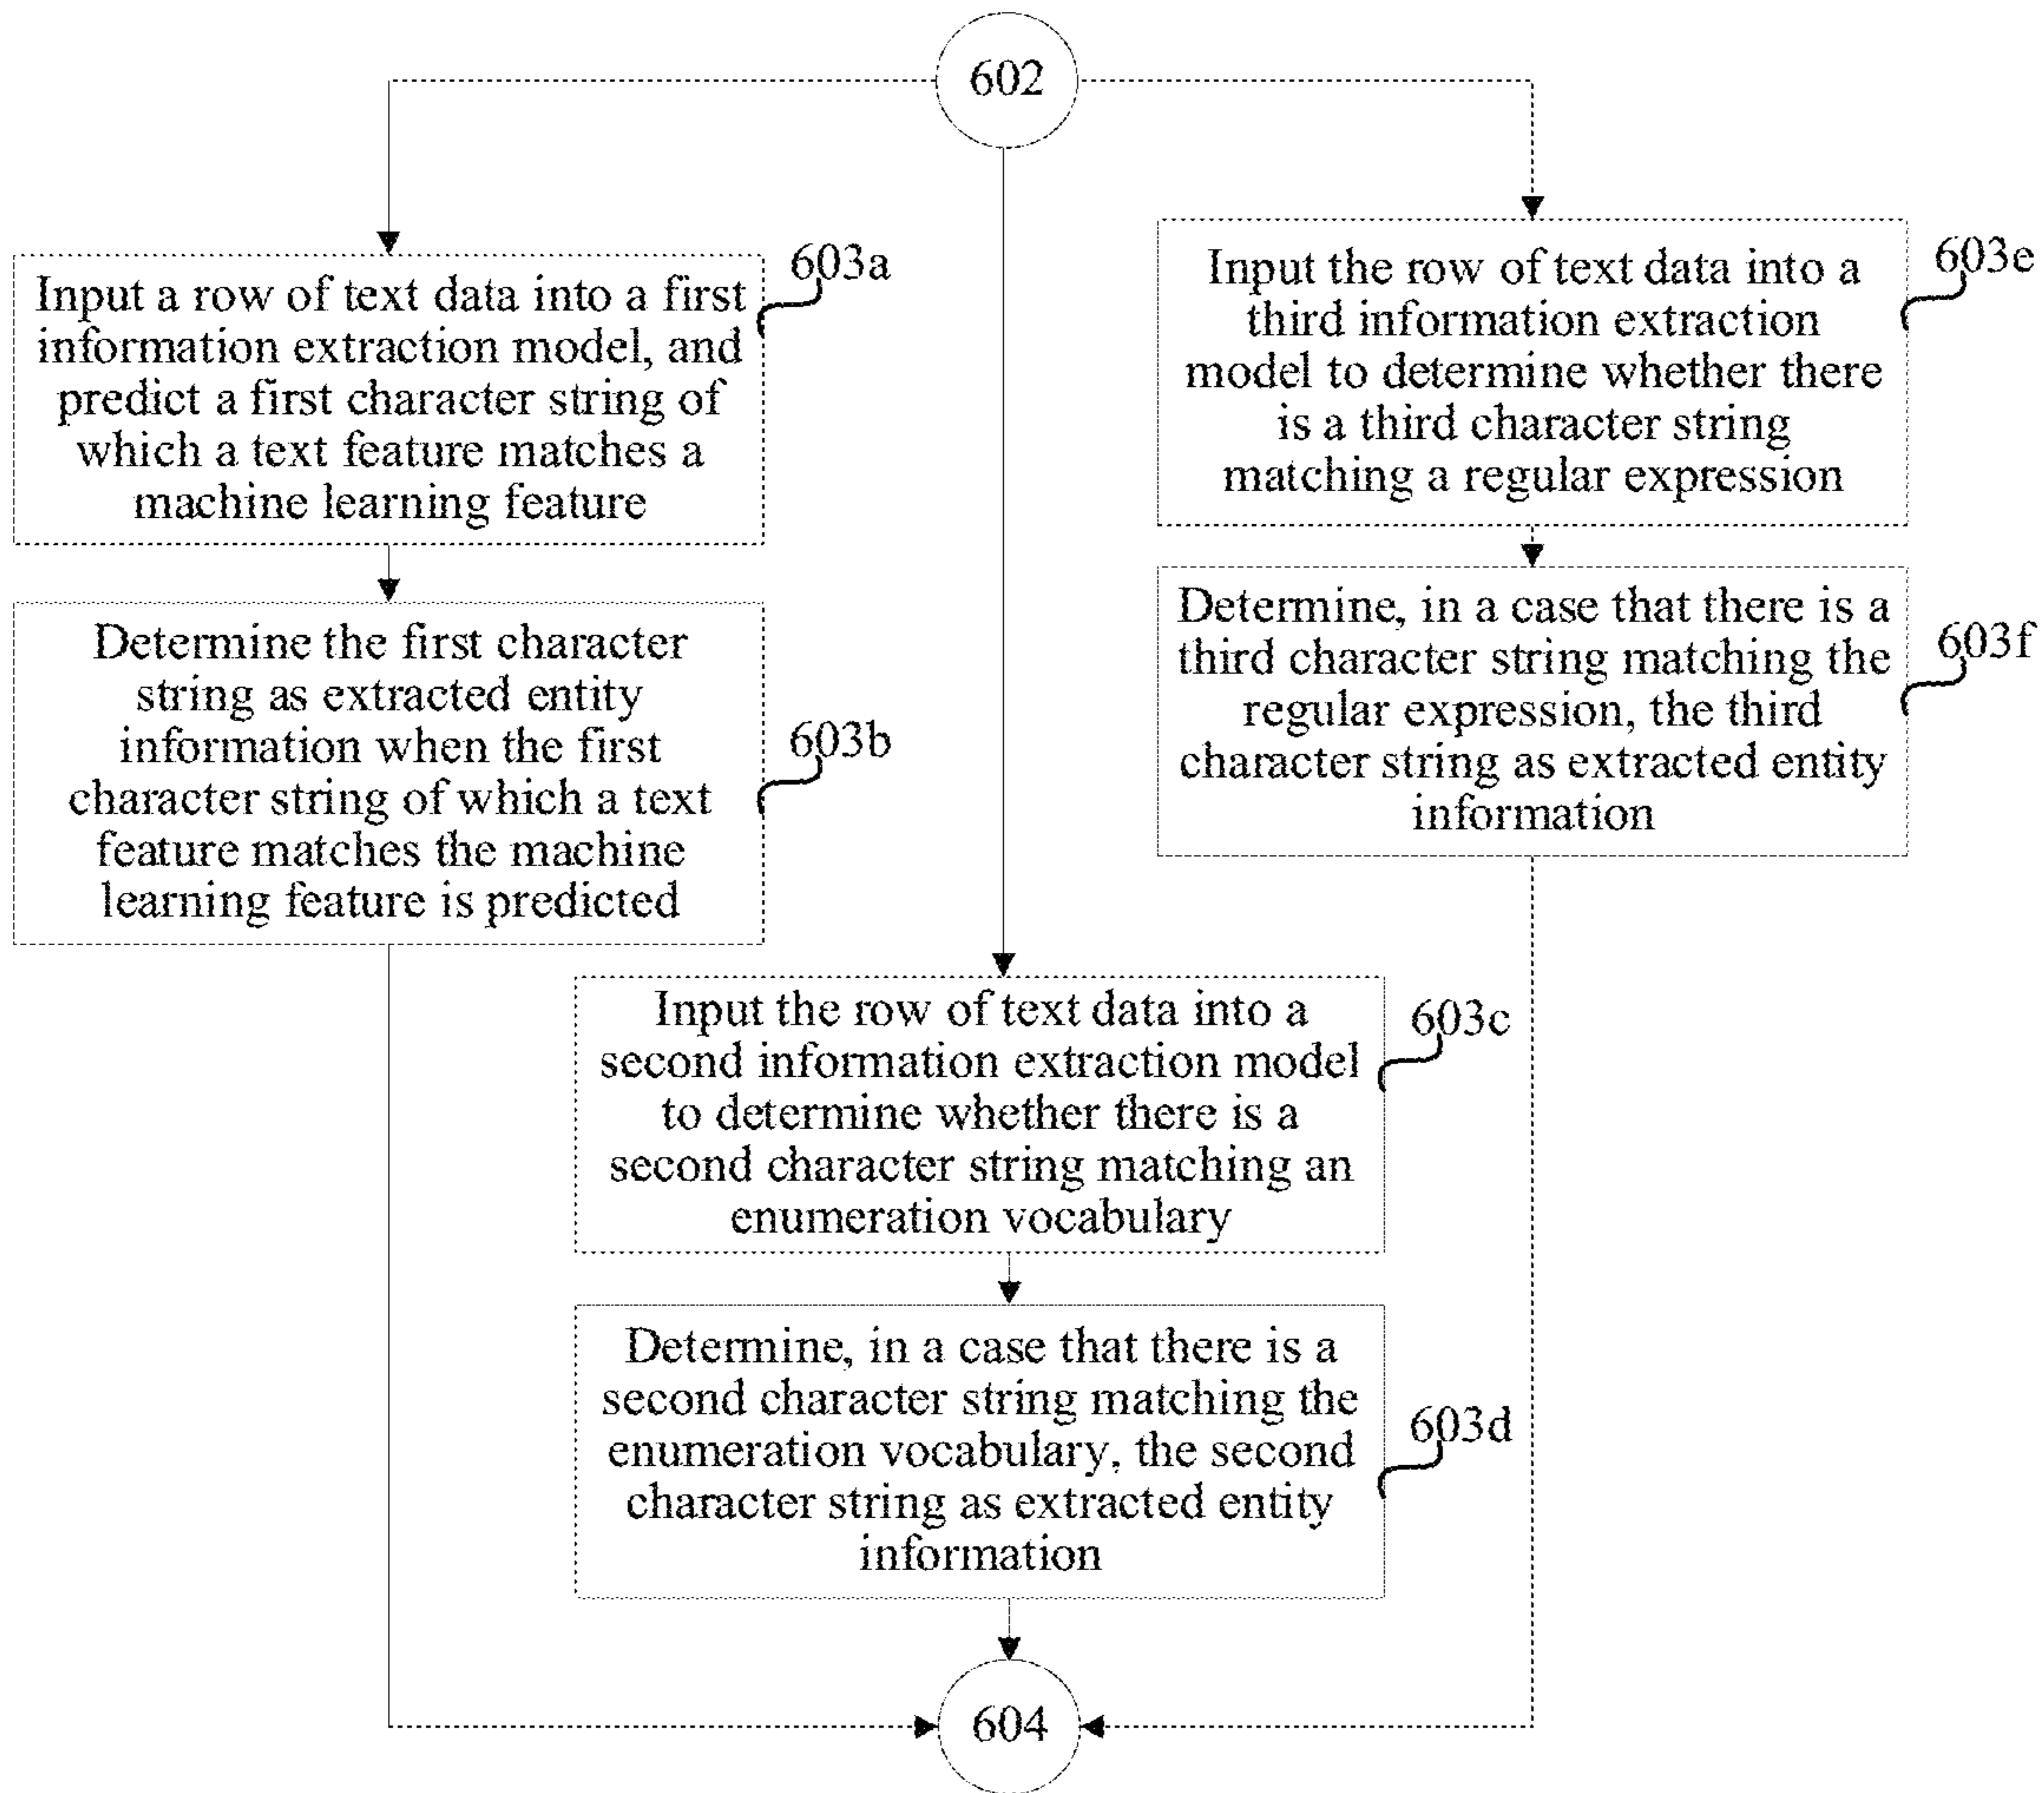 602
Input a row of text data into a first
information extraction model, and
predict a first character string of
which a text feature matches a
machine learning feature
603a
Determine the first character
string as extracted entity
information when the first
character string of which a text
feature matches the machine
learning feature is predicted
603b
Input the row of text data into a
second information extraction model
to determine whether there is a
second character string matching an
enumeration vocabulary
603c
Determine, in a case that there is a
second character string matching the
enumeration vocabulary, the second
character string as extracted entity
information
603d
Input the row of text data into a
third information extraction
model to determine whether there
is a third character string
matching a regular expression
603e
Determine, in a case that there is a
third character string matching the
regular expression, the third
character string as extracted entity
information
603f
604